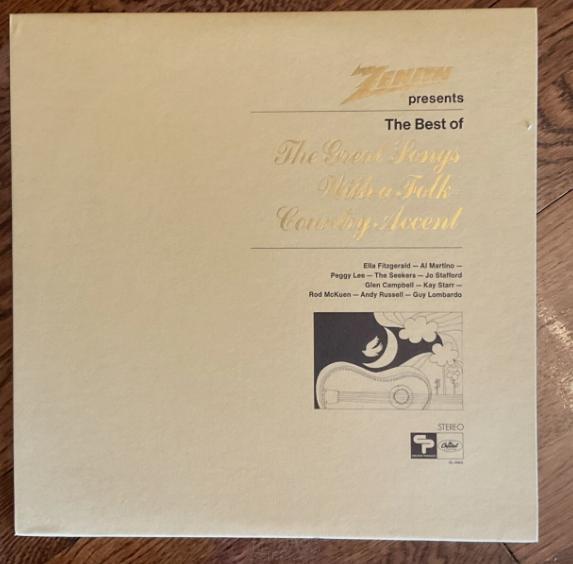 ZENITH
presents
The Best of
The Great Songs
With a Folk
Country Accent
Ella Fitzgerald — Al Martino —
Peggy Lee — The Seekers — Jo Stafford
Glen Campbell — Kay Starr —
Rod McKuen — Andy Russell — Guy Lombardo
STEREO
Capitol